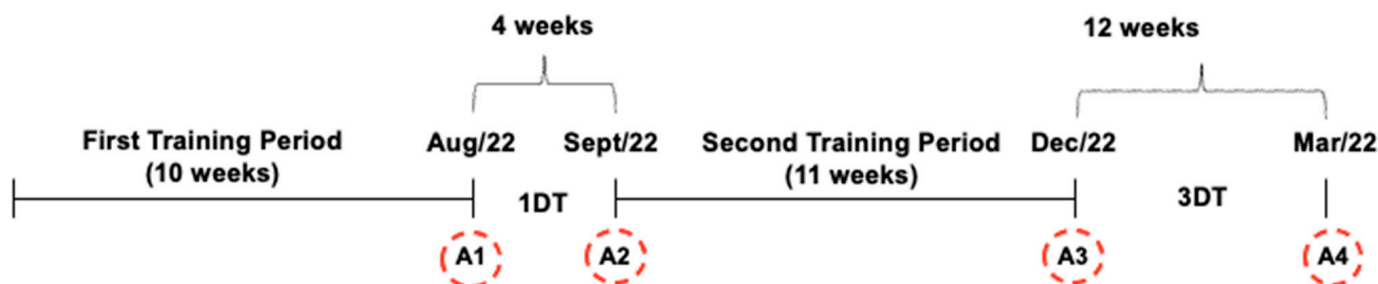 4 weeks
12 weeks
First Training Period
(10 weeks)
Aug/22
Sept/22
Second Training Period
(11 weeks)
Dec/22
Mar/22
1DT
3DT
A1
A2
A3
A4